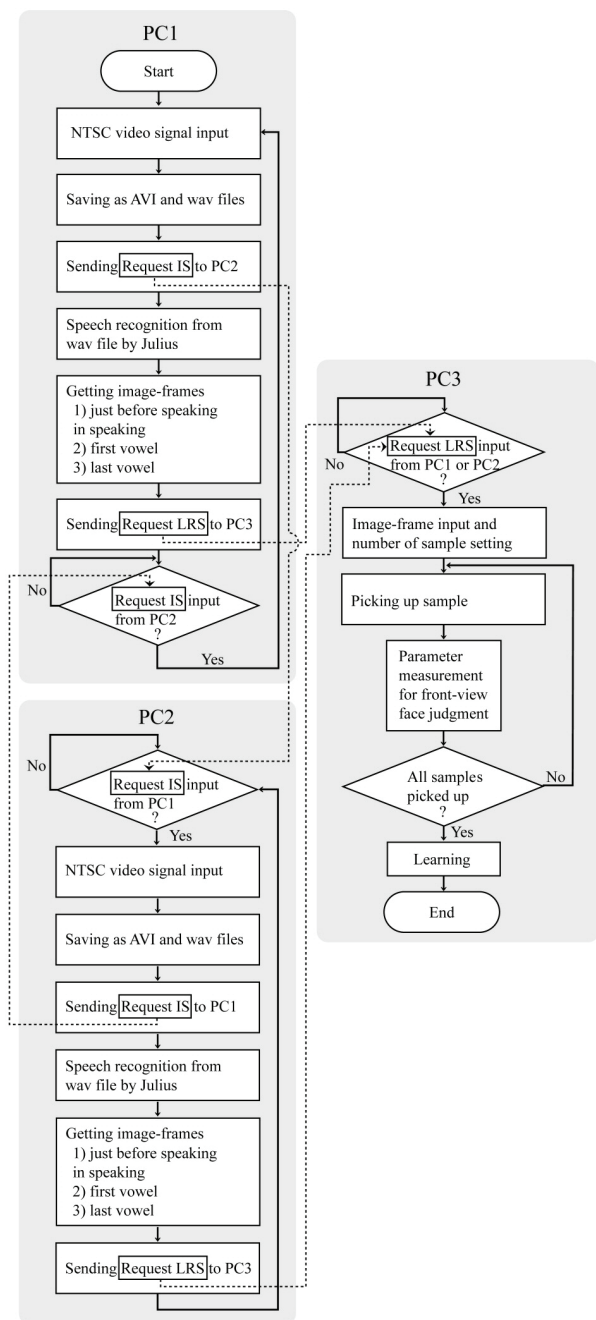 PC1
Start
NTSC video signal input
Saving as AVI and wav files
Sending Request IS to PC2
Speech recognition from
wav file by Julius
Getting image-frames
1) just before speaking
in speaking
2) first vowel
3) last vowel
Sending Request LRS to PC3
No
Request IS input
from PC2
?
Yes
PC2
No
Request IS input
from PC1
?
Yes
NTSC video signal input
Saving as AVI and wav files
Sending Request IS to PC1
Speech recognition from
wav file by Julius
Getting image-frames
1) just before speaking
in speaking
2) first vowel
3) last vowel
Sending Request LRS to PC3
PC3
Request LRS input
No
from PC1 or PC2
?
Yes
Image-frame input and
number of sample setting
Picking up sample
Parameter
measurement
for front-view
face judgment
All samples
No
picked up
?
Yes
Learning
End